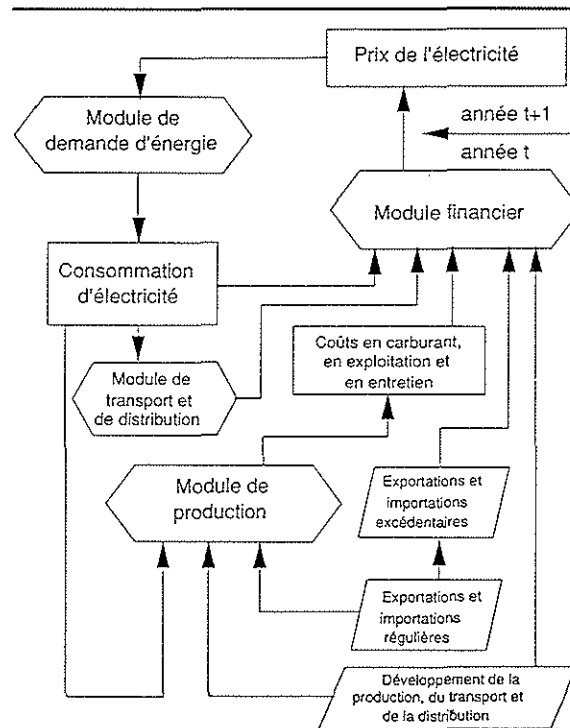 Prix de l'électricité
Module de
demande d'énergie
année t+1
année t
Module financier
Consommation
d'électricité
Coûts en carburant,
en exploitation et
en entretien
Module de
transport et
de distribution
Module de
production
Exportations et
importations
excédentaires
Exportations et
importations
régulières
Développement de la
production, du transport et
de la distribution